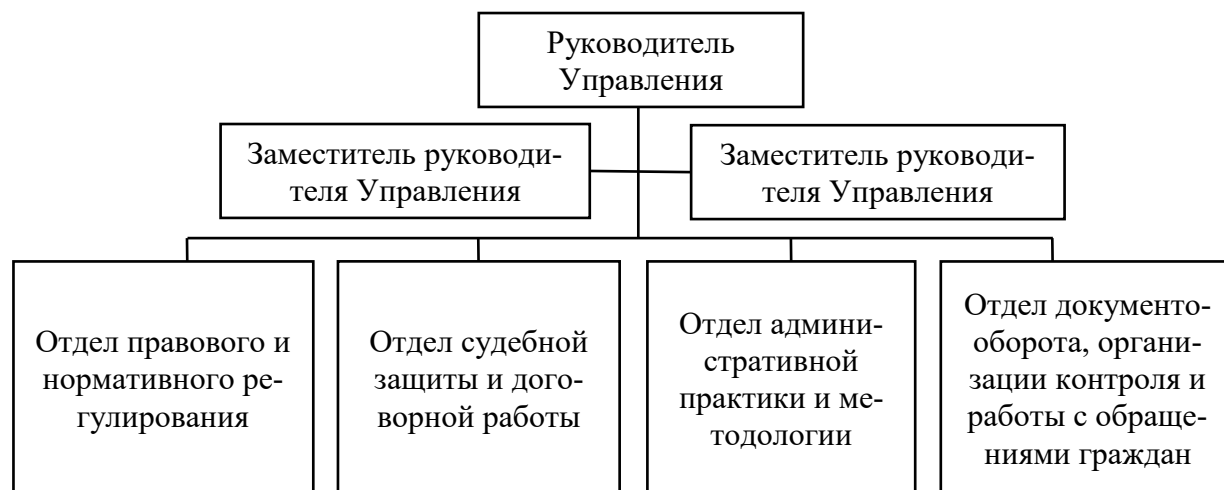 Руководитель
Управления
Заместитель руководи-
теля Управления
Заместитель руководи-
теля Управления
Отдел правового и
нормативного ре-
гулирования
Отдел судебной
защиты и дого-
ворной работы
Отдел админи-
стративной
практики и ме-
тодологии
Отдел документо-
оборота, органи-
зации контроля и
работы с обраще-
ниями граждан